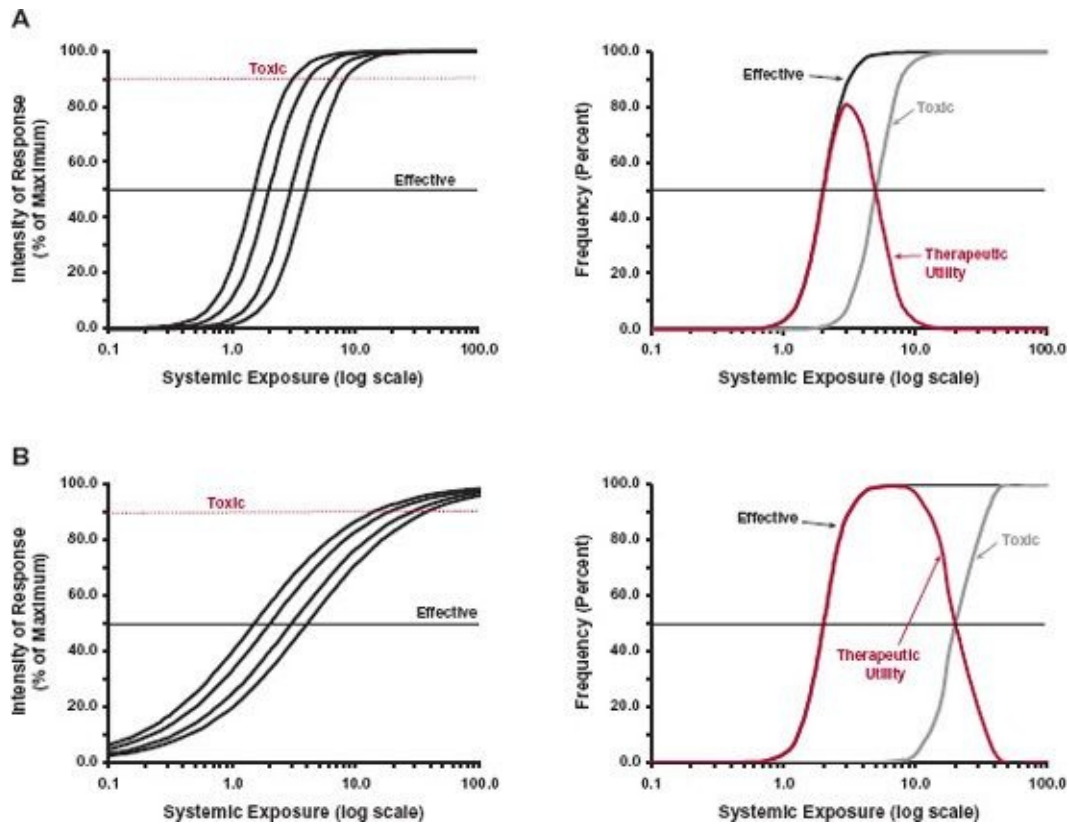 A
100.0
80.0
60.0
40.0
20.0
0.0
Intensity of Response
(% of Maximum)
Toxic
Effective
0.1
1.0
10.0
100.0
Systemic Exposure (log scale)
100.0
80.0
60.0
40.0
20.0
0.0
Frequency (Percent)
Effective
Toxic
Therapeutic
Utility
0.1
1.0
10.0
100.0
Systemic Exposure (log scale)
B
100.0
80.0
60.0
40.0
20.0
0.0
Intensity of Response
(% of Maximum)
Toxic
Effective
0.1
1.0
10.0
100.0
Systemic Exposure (log scale)
100.0
80.0
60.0
40.0
20.0
0.0
Frequency (Percent)
Effective
Toxic
Therapeutic
Utility
0.1
1.0
10.0
100.0
Systemic Exposure (log scale)